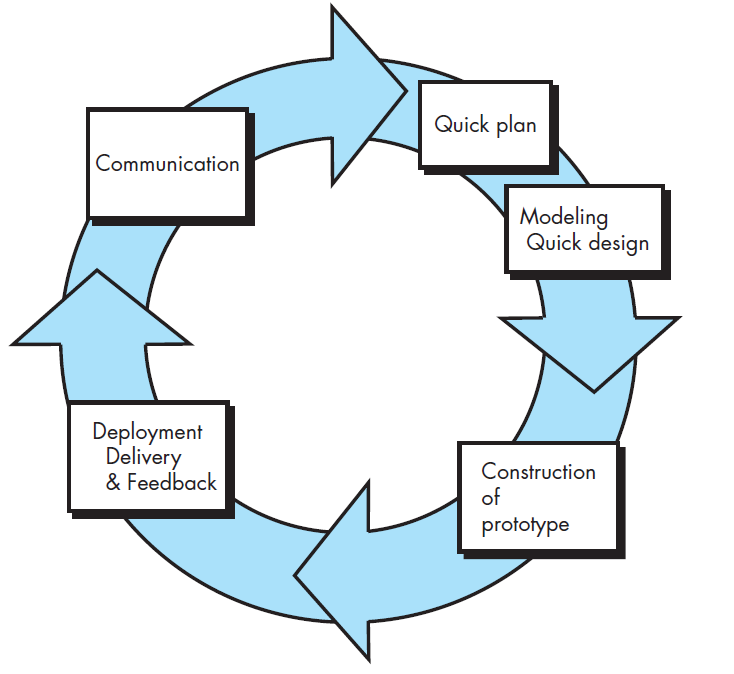 Communication
Quick plan
Modeling
Quick design
Construction
of
prototype
Deployment
Delivery
& Feedback